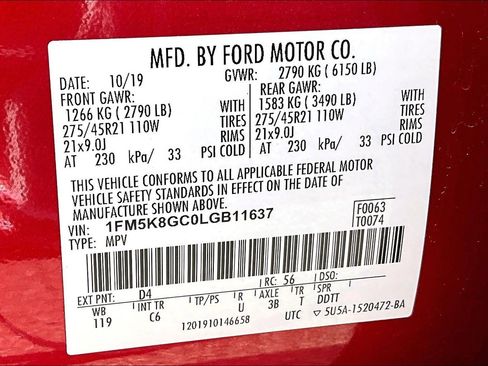 MFD. BY FORD MOTOR CO.
DATE: 10/19 GVWR: 2790 KG ( 6150 LB)
FRONT GAWR: REAR GAWR:
1266 KG ( 2790 LB) WITH 1583 KG ( 3490 LB) WITH
275/45R21 110W TIRES 275/45R21 110W TIRES
21x9.0J RIMS 21x9.0J RIMS
AT 230 kPa/ 33 PSI COLD AT 230 kPa/ 33 PSI COLD
THIS VEHICLE CONFORMS TO ALL APPLICABLE FEDERAL MOTOR
VEHICLE SAFETY STANDARDS IN EFFECT ON THE DATE OF
MANUFACTURE SHOWN ABOVE.
VIN: 1FM5K8GC0LGB11637 F0063
TYPE: MPV T0074
EXT PNT: D4 RC: 56 DSO:
WB INT TR TP/PS R AXLE TR SPR
119 C6 U 3B T DDTT
1201910146658 UTC 5U5A-1520472-BA